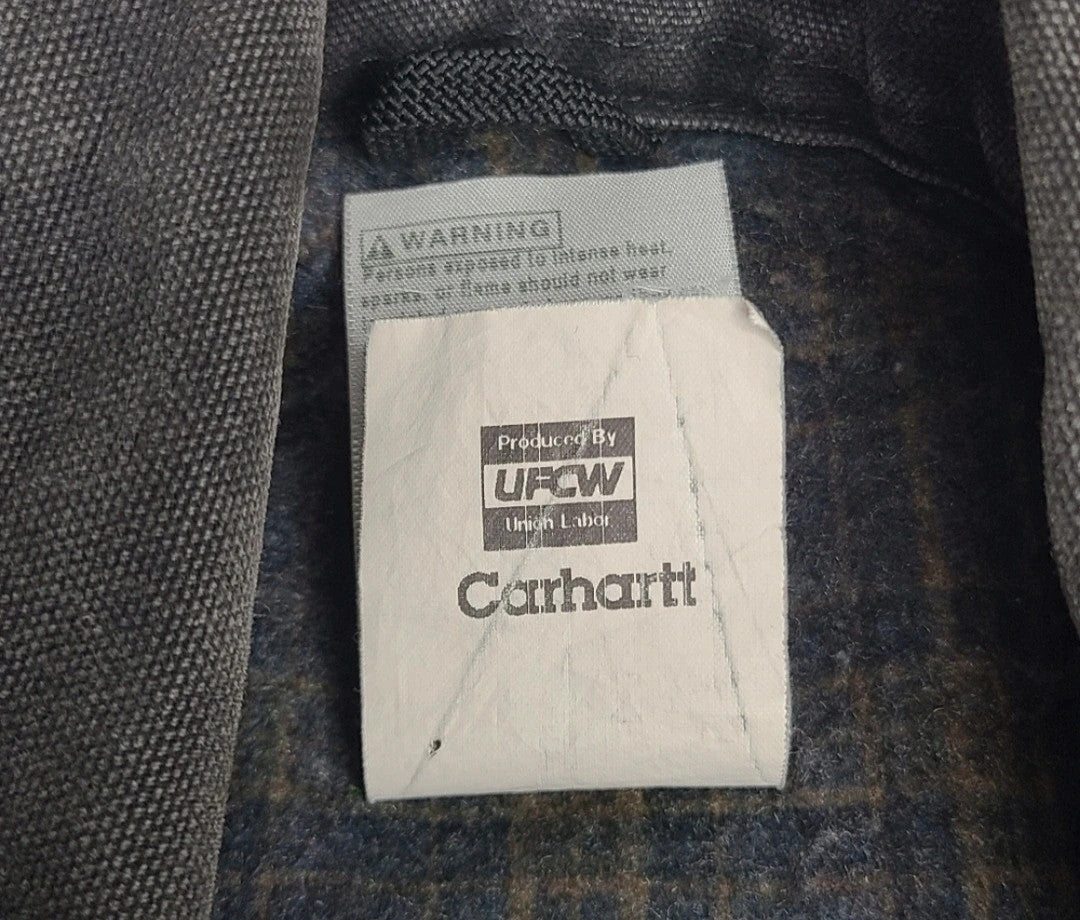 WARNING
Persons exposed to intense heat,
sparks, or flame should not wear
Produced By
UFCW
Union Labor
Carhartt